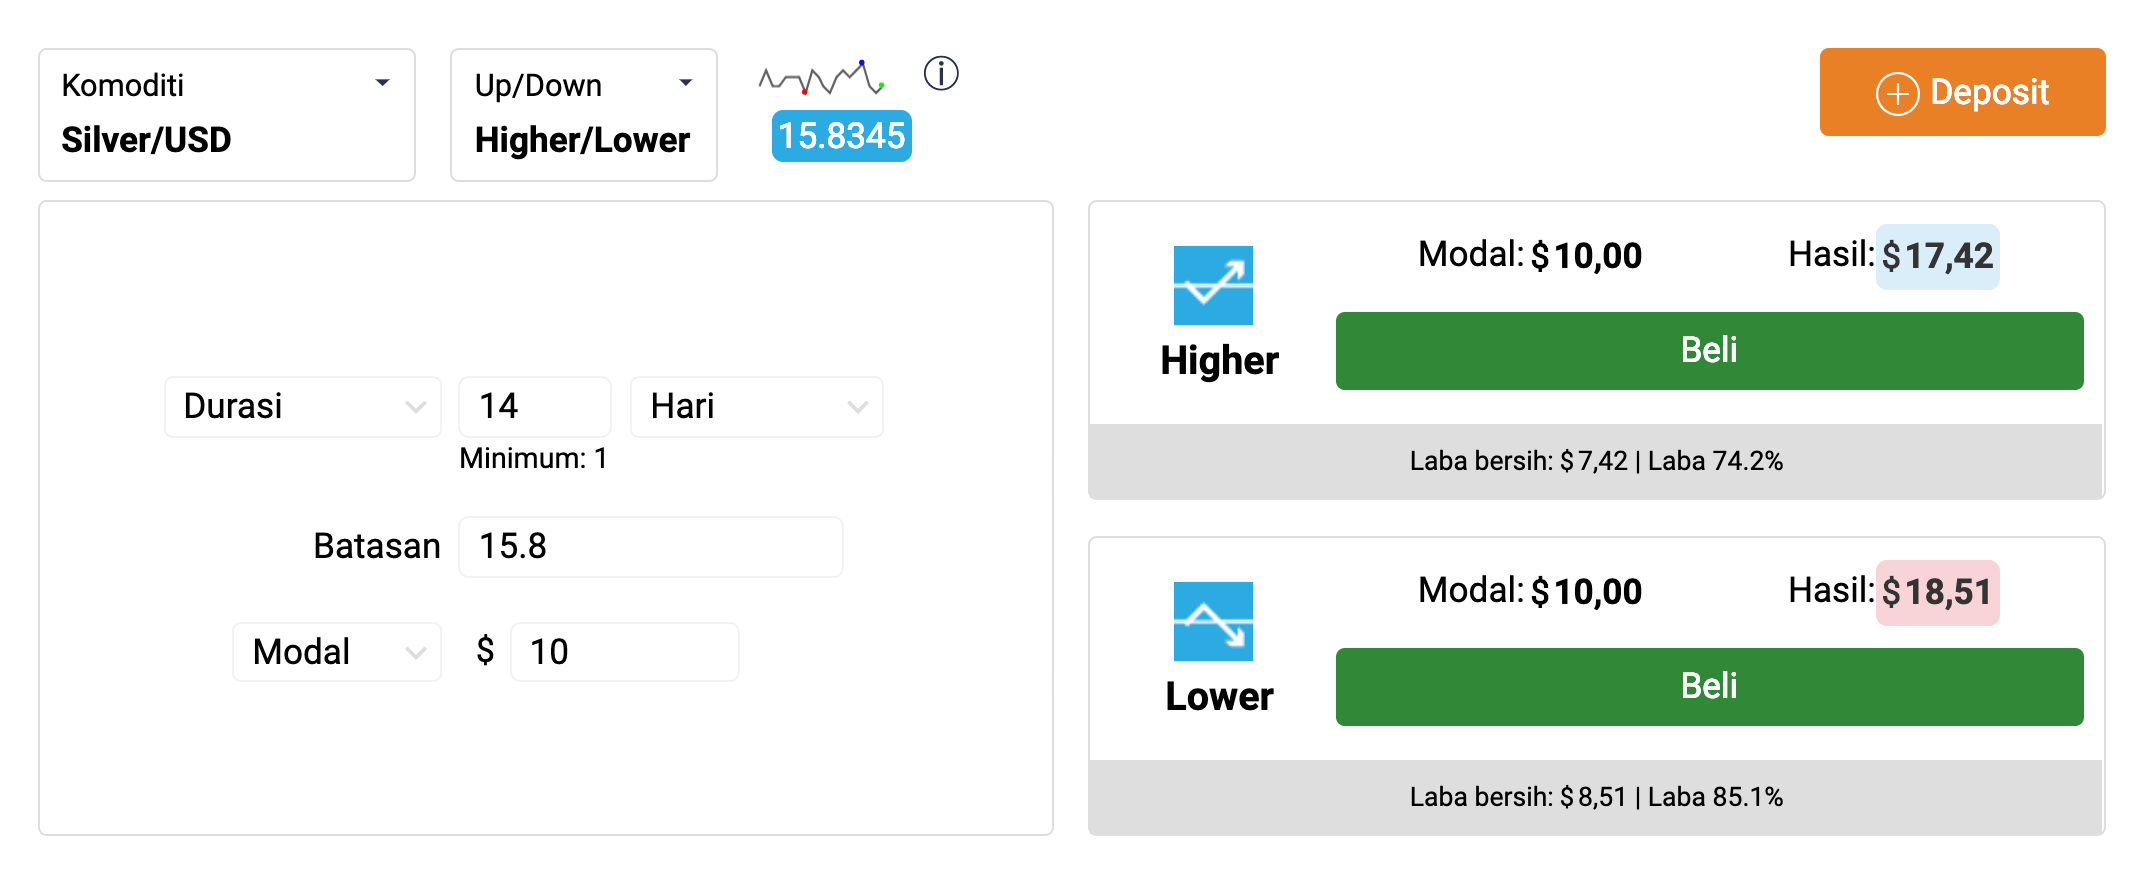 Komoditi
Silver/USD
Up/Down
Higher/Lower
15.8345
Deposit
Durasi 14 Hari
Minimum: 1
Batasan 15.8
Modal $ 10
Modal: $ 10,00 Hasil: $ 17,42
Higher
Beli
Laba bersih: $ 7,42 | Laba 74.2%
Modal: $ 10,00 Hasil: $ 18,51
Lower
Beli
Laba bersih: $ 8,51 | Laba 85.1%